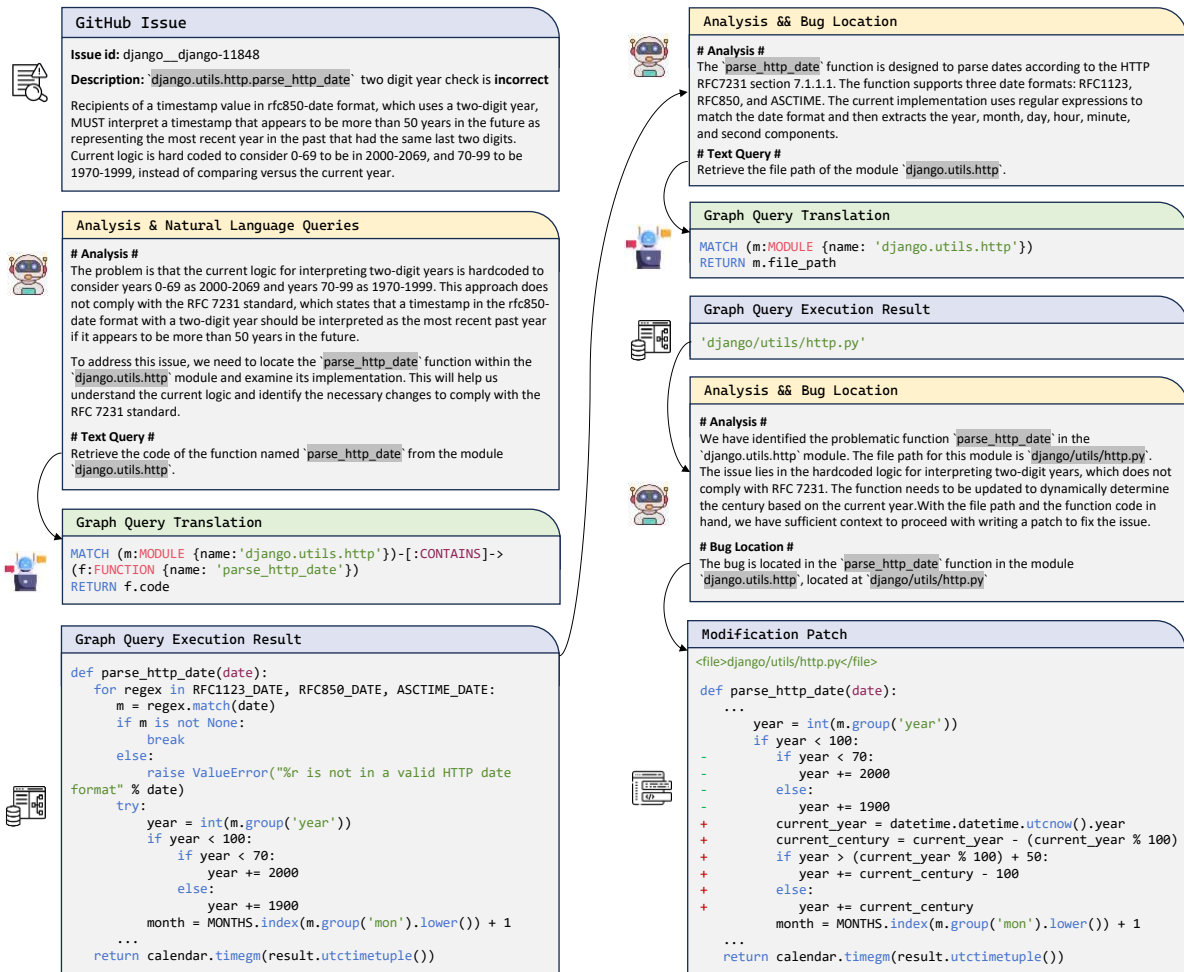 GitHub Issue
Issue id: django__django-11848
Description: `django.utils.http.parse_http_date` two digit year check is incorrect
Recipients of a timestamp value in rfc850-date format, which uses a two-digit year,
MUST interpret a timestamp that appears to be more than 50 years in the future as
representing the most recent year in the past that had the same last two digits.
Current logic is hard coded to consider 0-69 to be in 2000-2069, and 70-99 to be
1970-1999, instead of comparing versus the current year.
Analysis & Natural Language Queries
# Analysis #
The problem is that the current logic for interpreting two-digit years is hardcoded to
consider years 0-69 as 2000-2069 and years 70-99 as 1970-1999. This approach does
not comply with the RFC 7231 standard, which states that a timestamp in the rfc850-
date format with a two-digit year should be interpreted as the most recent past year
if it appears to be more than 50 years in the future.
To address this issue, we need to locate the `parse_http_date` function within the
`django.utils.http` module and examine its implementation. This will help us
understand the current logic and identify the necessary changes to comply with the
RFC 7231 standard.
# Text Query #
Retrieve the code of the function named `parse_http_date` from the module
`django.utils.http`.
Graph Query Translation
MATCH (m:MODULE {name:'django.utils.http'})-[:CONTAINS]->
(f:FUNCTION {name: 'parse_http_date'})
RETURN f.code
Graph Query Execution Result
def parse_http_date(date):
for regex in RFC1123_DATE, RFC850_DATE, ASCTIME_DATE:
m = regex.match(date)
if m is not None:
break
else:
raise ValueError("%r is not in a valid HTTP date
format" % date)
try:
year = int(m.group('year'))
if year < 100:
if year < 70:
year += 2000
else:
year += 1900
month = MONTHS.index(m.group('mon').lower()) + 1
...
return calendar.timegm(result.utctimetuple())
Analysis && Bug Location
# Analysis #
The `parse_http_date` function is designed to parse dates according to the HTTP
RFC7231 section 7.1.1.1. The function supports three date formats: RFC1123,
RFC850, and ASCTIME. The current implementation uses regular expressions to
match the date format and then extracts the year, month, day, hour, minute,
and second components.
# Text Query #
Retrieve the file path of the module `django.utils.http`.
Graph Query Translation
MATCH (m:MODULE {name: 'django.utils.http'})
RETURN m.file_path
Graph Query Execution Result
'django/utils/http.py'
Analysis && Bug Location
# Analysis #
We have identified the problematic function `parse_http_date` in the
`django.utils.http` module. The file path for this module is `django/utils/http.py`.
The issue lies in the hardcoded logic for interpreting two-digit years, which does not
comply with RFC 7231. The function needs to be updated to dynamically determine
the century based on the current year.With the file path and the function code in
hand, we have sufficient context to proceed with writing a patch to fix the issue.
# Bug Location #
The bug is located in the `parse_http_date` function in the module
`django.utils.http`, located at `django/utils/http.py`
Modification Patch
<file>django/utils/http.py</file>
def parse_http_date(date):
...
year = int(m.group('year'))
if year < 100:
- if year < 70:
- year += 2000
- else:
- year += 1900
+ current_year = datetime.datetime.utcnow().year
+ current_century = current_year - (current_year % 100)
+ if year > (current_year % 100) + 50:
+ year += current_century - 100
+ else:
+ year += current_century
month = MONTHS.index(m.group('mon').lower()) + 1
...
return calendar.timegm(result.utctimetuple())